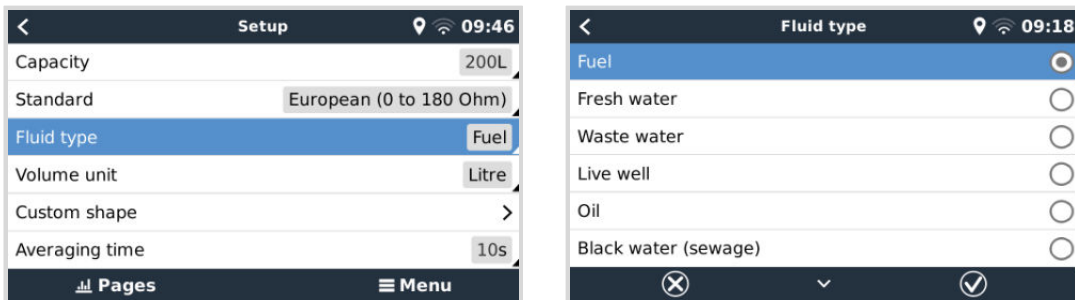 Setup 09:46
Capacity 200L
Standard European (0 to 180 Ohm)
Fluid type Fuel
Volume unit Litre
Custom shape
Averaging time 10s
Pages Menu
Fluid type 09:18
Fuel
Fresh water
Waste water
Live well
Oil
Black water (sewage)